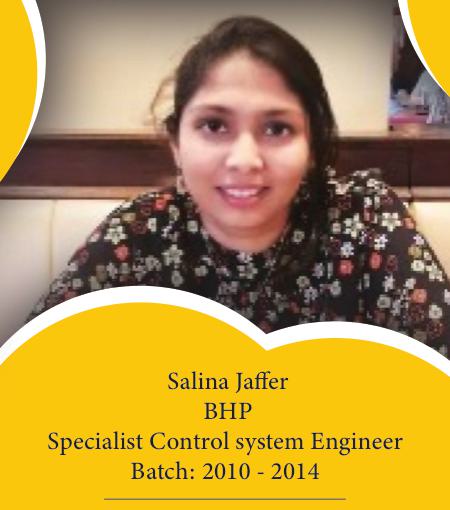 Salina Jaffer
BHP
Specialist Control system Engineer
Batch: 2010 - 2014